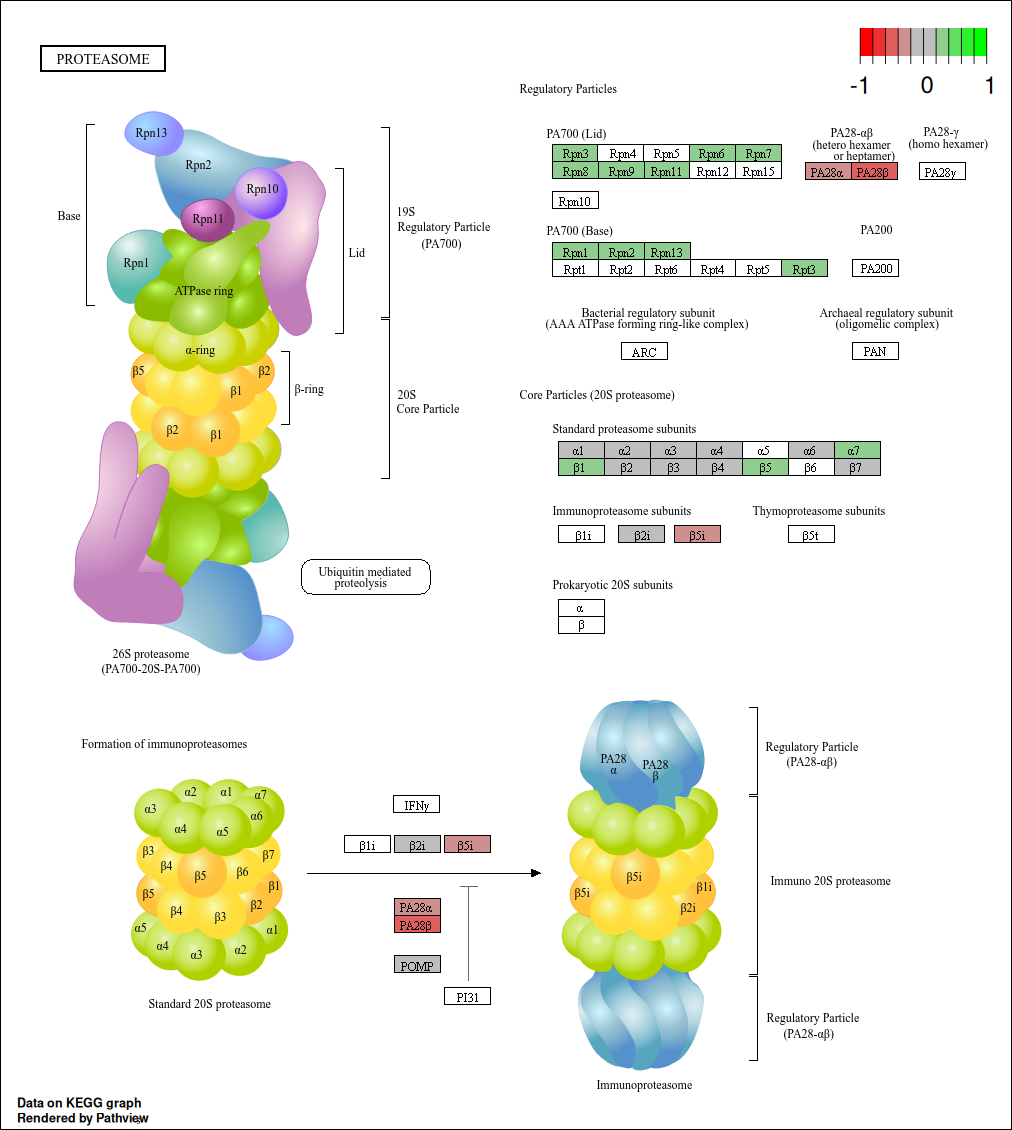 PROTEASOME
-1 0 1
Regulatory Particles
PA700 (Lid)
Rpn3 Rpn4 Rpn5 Rpn6 Rpn7
Rpn8 Rpn9 Rpn11 Rpn12 Rpn15
Rpn10
PA28-αβ
(hetero hexamer
or heptamer)
PA28α PA28β
PA28-γ
(homo hexamer)
PA28γ
PA700 (Base)
Rpn1 Rpn2 Rpn13
Rpt1 Rpt2 Rpt6 Rpt4 Rpt5 Rpt3
PA200
PA200
Bacterial regulatory subunit
(AAA ATPase forming ring-like complex)
ARC
Archaeal regulatory subunit
(oligomelic complex)
PAN
Core Particles (20S proteasome)
Standard proteasome subunits
α1 α2 α3 α4 α5 α6 α7
β1 β2 β3 β4 β5 β6 β7
Immunoproteasome subunits
β1i β2i β5i
Thymoproteasome subunits
β5t
Prokaryotic 20S subunits
α
β
Rpn13
Rpn2
Rpn10
Rpn11
Rpn1
ATPase ring
Base
Lid
19S
Regulatory Particle
(PA700)
α-ring
β5
β2
β1
β-ring
β2
β1
20S
Core Particle
Ubiquitin mediated
proteolysis
26S proteasome
(PA700-20S-PA700)
Formation of immunoproteasomes
α2 α1 α7
α3
α6
α4 α5
β3 β7
β4 β6
β5
β5 β1
β2
β4 β3
α5 α1
α4 α2
α3
Standard 20S proteasome
IFNγ
β1i β2i β5i
PA28α
PA28β
POMP
PI31
PA28
α
PA28
β
Regulatory Particle
(PA28-αβ)
β5i
β5i
β1i
β2i
Immuno 20S proteasome
Regulatory Particle
(PA28-αβ)
Immunoproteasome
Data on KEGG graph
Rendered by Pathview